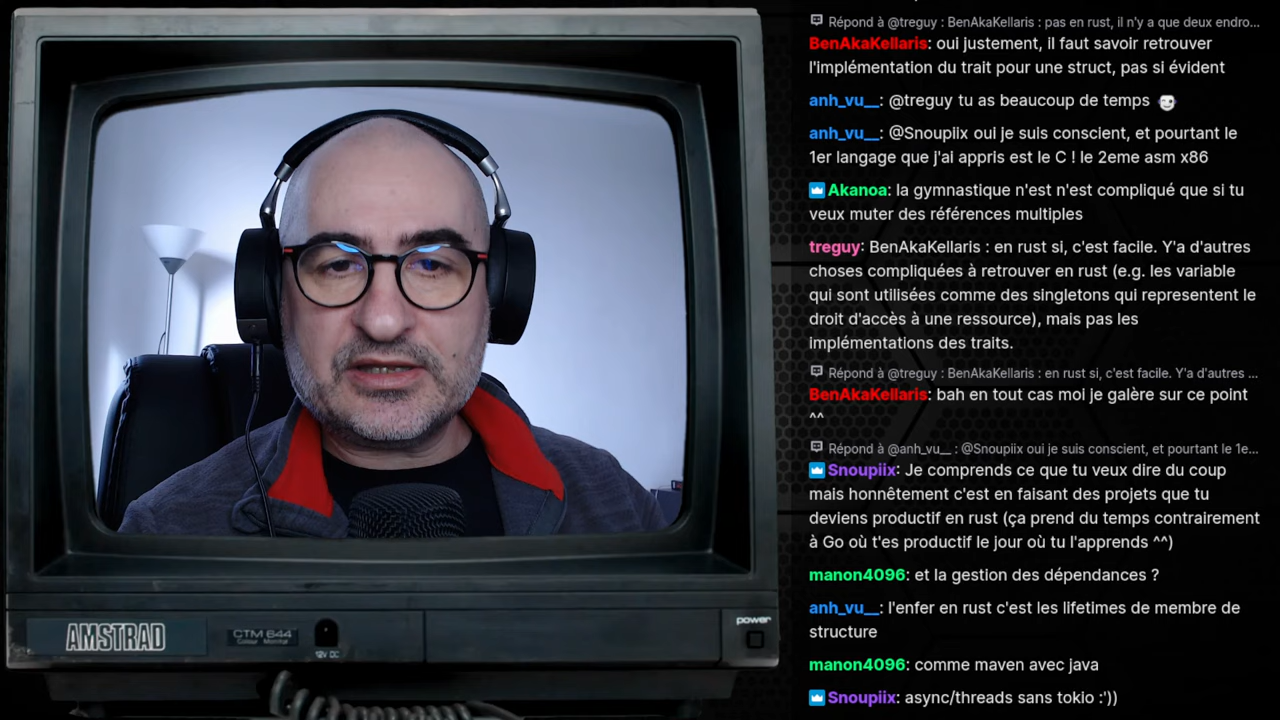 Répond à @treguy : BenAkaKellaris : pas en rust, il n'y a que deux endro...
BenAkaKellaris: oui justement, il faut savoir retrouver
l'implémentation du trait pour une struct, pas si évident
anh_vu__: @treguy tu as beaucoup de temps
anh_vu__: @Snoupiix oui je suis conscient, et pourtant le
1er langage que j'ai appris est le C ! le 2eme asm x86
Akanoa: la gymnastique n'est n'est compliqué que si tu
veux muter des références multiples
treguy: BenAkaKellaris : en rust si, c'est facile. Y'a d'autres
choses compliquées à retrouver en rust (e.g. les variable
qui sont utilisées comme des singletons qui representent le
droit d'accès à une ressource), mais pas les
implémentations des traits.
Répond à @treguy : BenAkaKellaris : en rust si, c'est facile. Y'a d'autres ...
BenAkaKellaris: bah en tout cas moi je galère sur ce point
^^
Répond à @anh_vu__ : @Snoupiix oui je suis conscient, et pourtant le 1e...
Snoupiix: Je comprends ce que tu veux dire du coup
mais honnêtement c'est en faisant des projets que tu
deviens productif en rust (ça prend du temps contrairement
à Go où t'es productif le jour où tu l'apprends ^^)
manon4096: et la gestion des dépendances ?
anh_vu__: l'enfer en rust c'est les lifetimes de membre de
structure
manon4096: comme maven avec java
Snoupiix: async/threads sans tokio :'))
AMSTRAD
CTM 644
Colour Monitor
12V DC
power